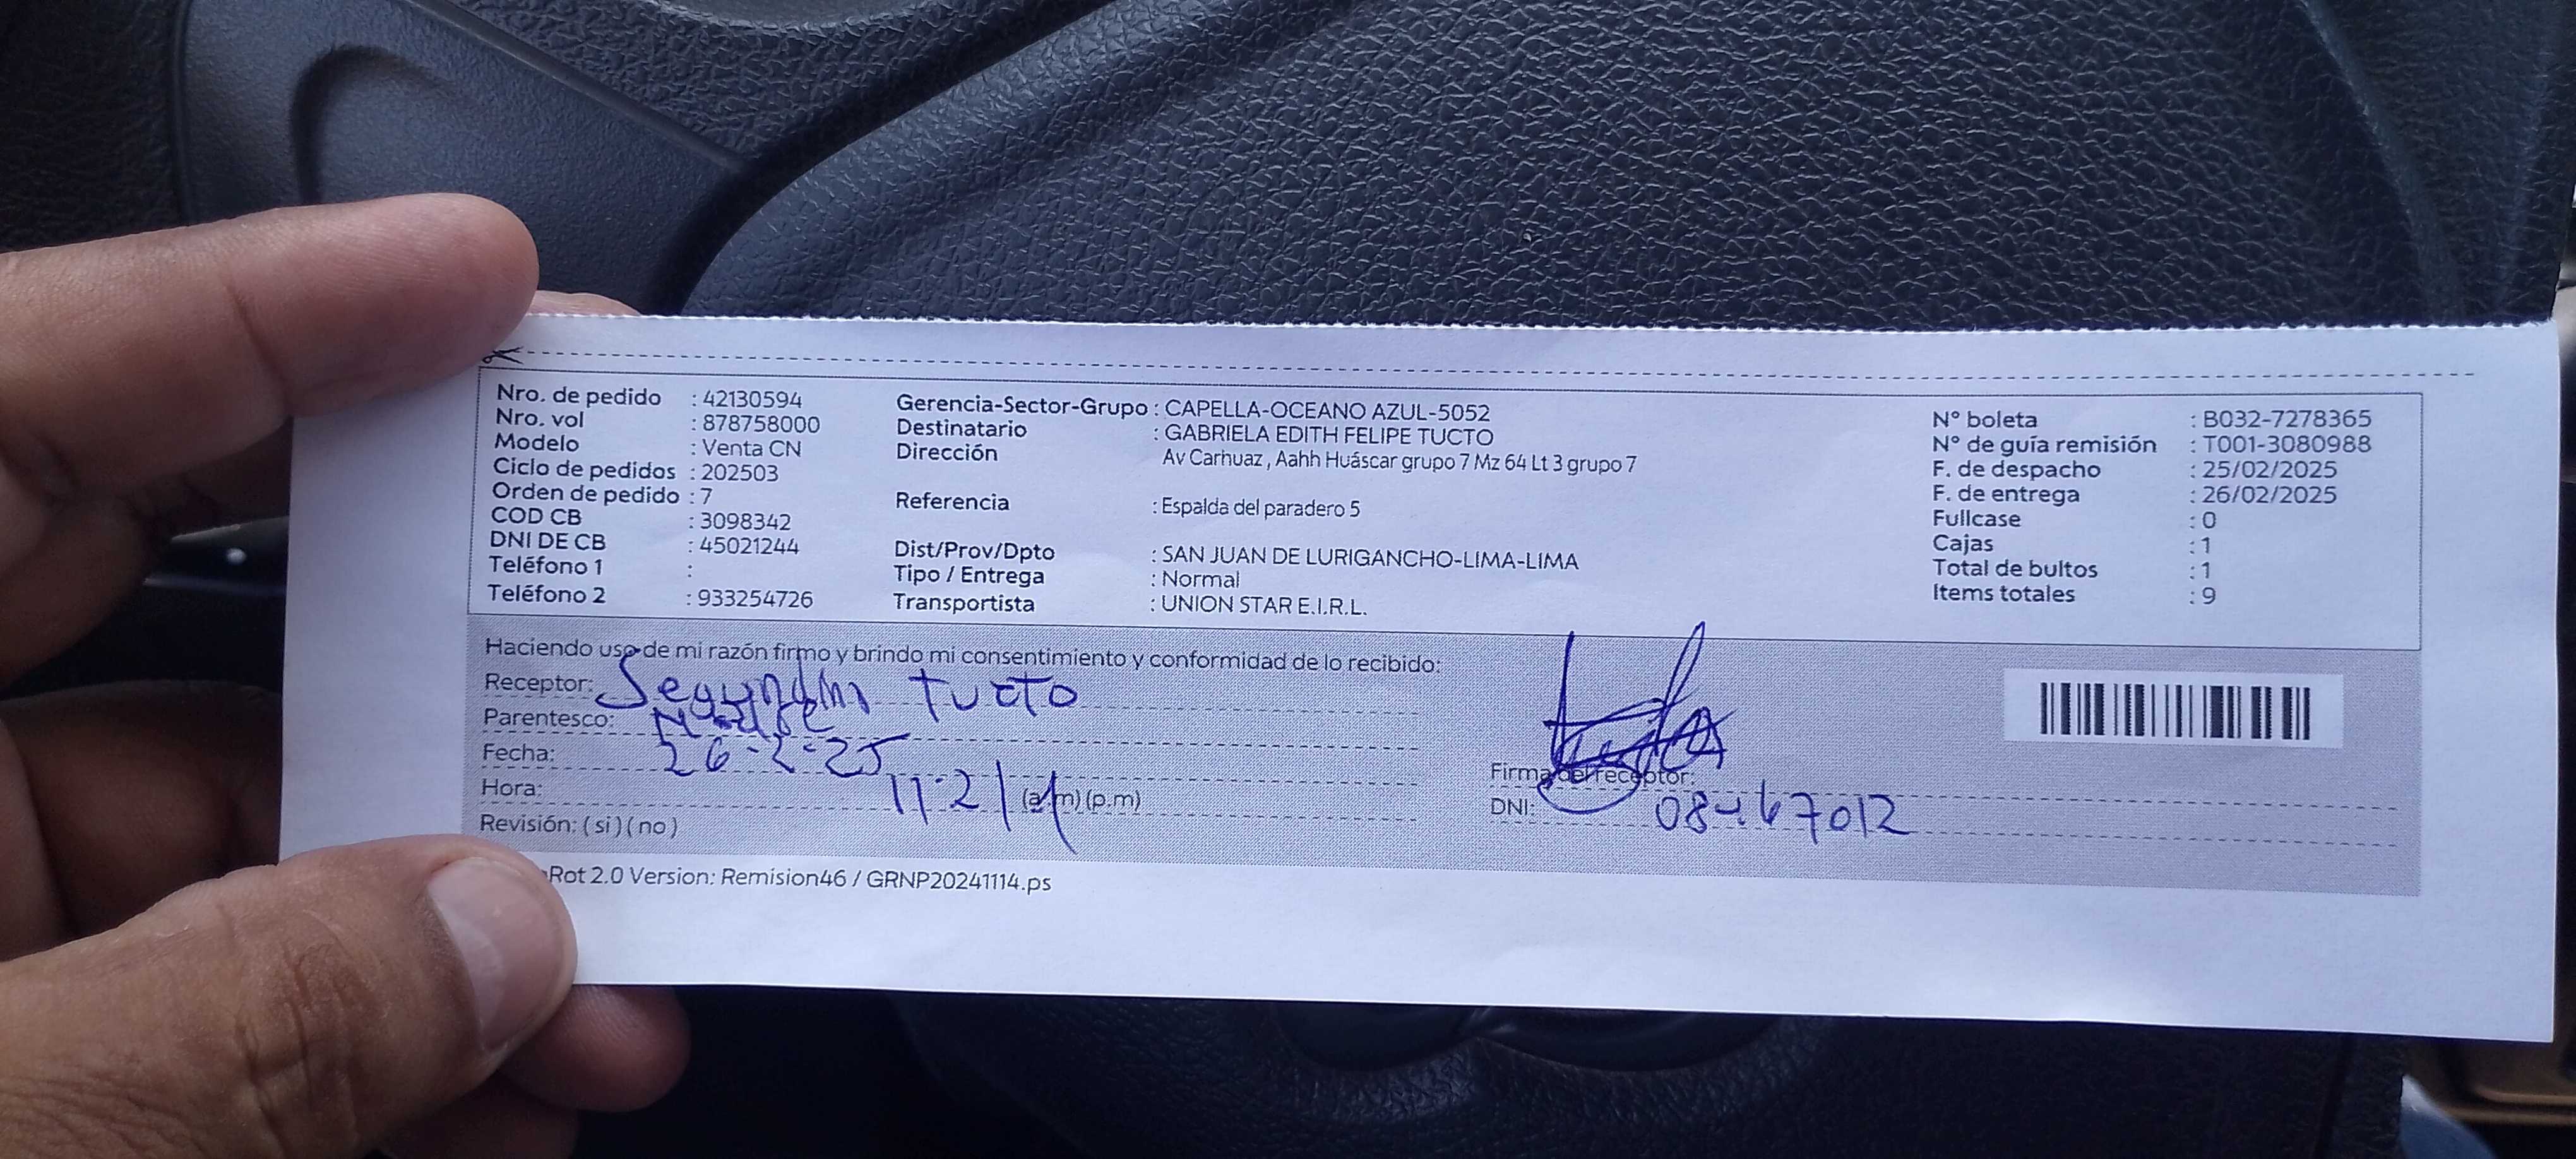 Nro. de pedido : 42130594
Nro. vol : 878758000
Modelo : Venta CN
Ciclo de pedidos : 202503
Orden de pedido : 7
COD CB : 3098342
DNI DE CB : 45021244
Teléfono 1 :
Teléfono 2 : 933254726
Gerencia-Sector-Grupo : CAPELLA-OCEANO AZUL-5052
Destinatario : GABRIELA EDITH FELIPE TUCTO
Dirección Av Carhuaz , Aahh Huáscar grupo 7 Mz 64 Lt 3 grupo 7
Referencia : Espalda del paradero 5
Dist/Prov/Dpto : SAN JUAN DE LURIGANCHO-LIMA-LIMA
Tipo / Entrega : Normal
Transportista : UNION STAR E.I.R.L.
N° boleta : B032-7278365
N° de guía remisión : T001-3080988
F. de despacho : 25/02/2025
F. de entrega : 26/02/2025
Fullcase : 0
Cajas : 1
Total de bultos : 1
Items totales : 9
Haciendo uso de mi razón firmo y brindo mi consentimiento y conformidad de lo recibido:
Receptor: Tucto
Parentesco: Madre
Fecha: 26-2-25
Hora: 11:21 (a.m) (p.m)
Revisión: ( si ) ( no )
Firma del receptor:
DNI:
Rot 2.0 Version: Remision46 / GRNP20241114.ps